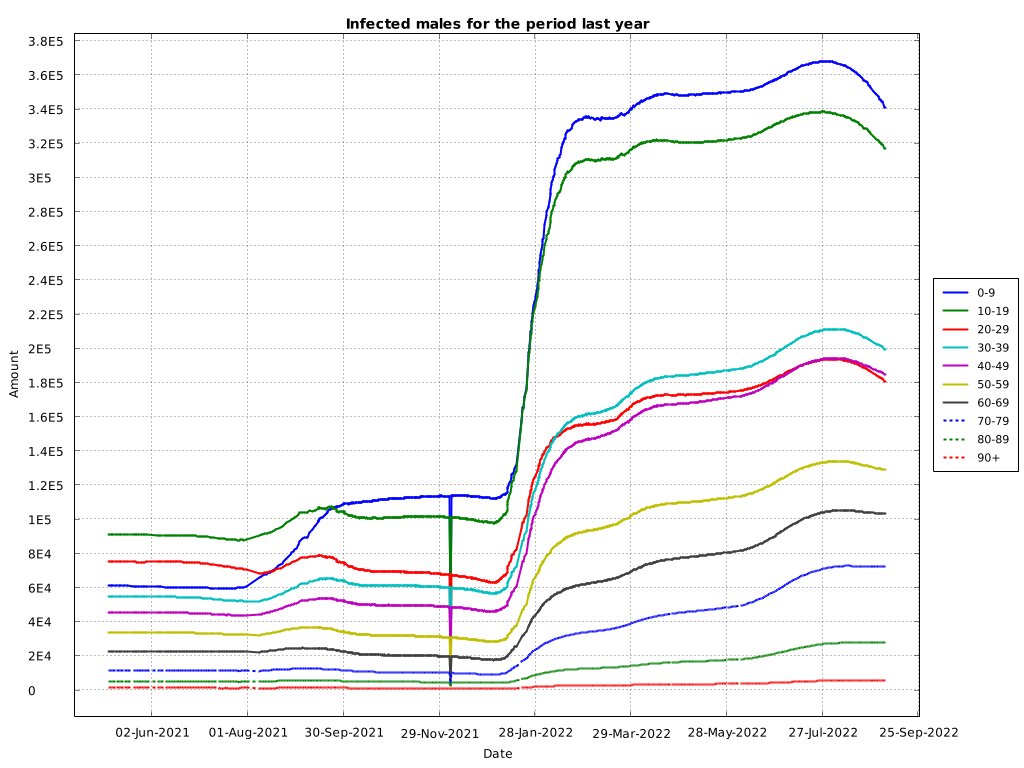 Infected males for the period last year
3.8E5
3.6E5
3.4E5
3.2E5
3E5
2.8E5
2.6E5
2.4E5
2.2E5
2E5
1.8E5
1.6E5
1.4E5
1.2E5
1E5
8E4
6E4
4E4
2E4
0
Amount
02-Jun-2021 01-Aug-2021 30-Sep-2021 29-Nov-2021 28-Jan-2022 29-Mar-2022 28-May-2022 27-Jul-2022 25-Sep-2022
Date
0-9
10-19
20-29
30-39
40-49
50-59
60-69
70-79
80-89
90+